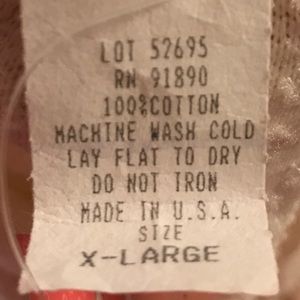 LOT 52695
RN 91890
100%COTTON
MACHINE WASH COLD
LAY FLAT TO DRY
DO NOT IRON
MADE IN U.S.A.
SIZE
X-LARGE